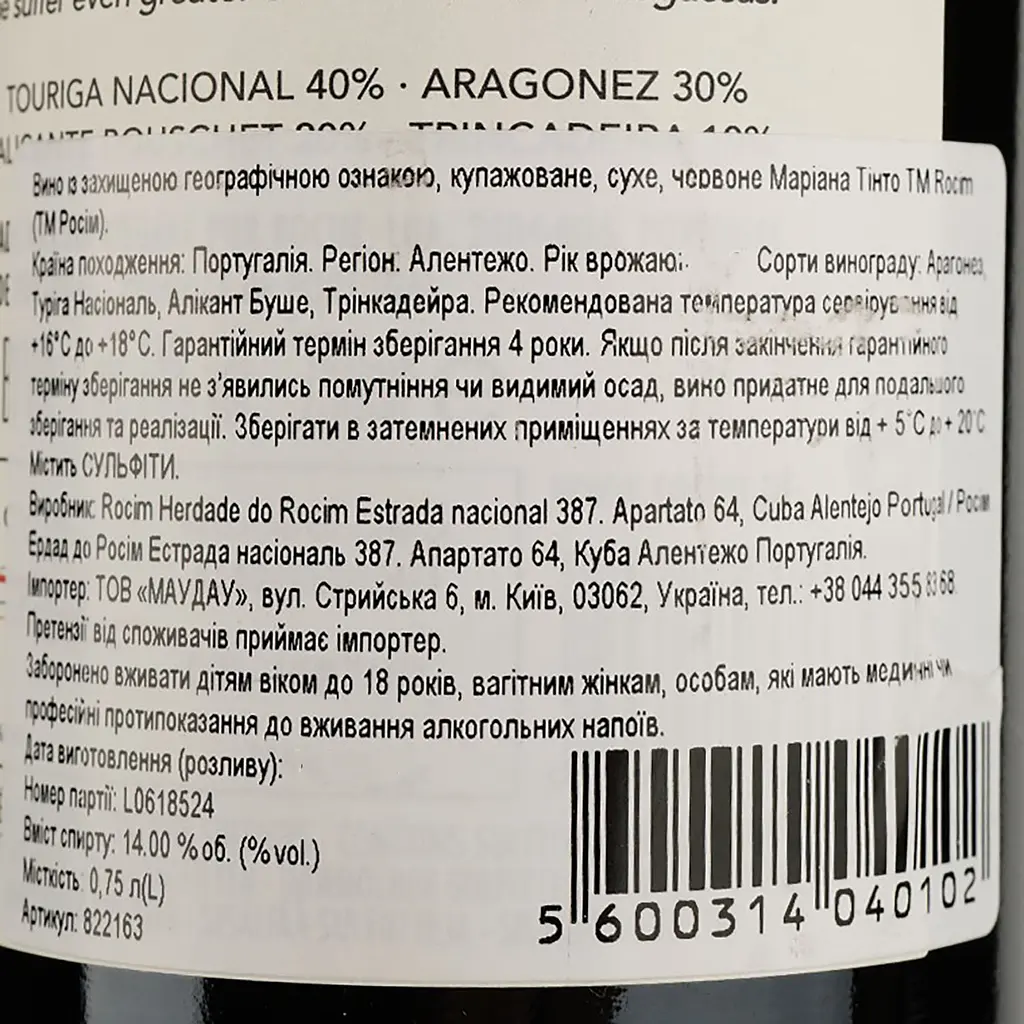 suffer even greater
TOURIGA NACIONAL 40% · ARAGONEZ 30%
ALICANTE BOUSCHET 20% · TRINCADEIRA 10%
Вино із захищеною географічною ознакою, купажоване, сухе, червоне Маріана Тінто ТМ Rocim
(ТМ Росім).
Країна походження: Португалія. Регіон: Алентежо. Рік врожаю: Сорти винограду: Арагонез,
Туріга Насіональ, Алікант Буше, Трінкадейра. Рекомендована температура сервірування від
+16°С до +18°С. Гарантійний термін зберігання 4 роки. Якщо після закінчення гарантійного
терміну зберігання не з'явились помутніння чи видимий осад, вино придатне для подальшого
зберігання та реалізації. Зберігати в затемнених приміщеннях за температури від + 5°С до + 20°С
Містить СУЛЬФІТИ.
Виробник: Rocim Herdade do Rocim Estrada nacional 387. Apartato 64, Cuba Alentejo Portugal / Росім
Ердад до Росім Естрада насіональ 387. Апартато 64, Куба Алентежо Португалія.
Імпортер: ТОВ «МАУДАУ», вул. Стрийська 6, м. Київ, 03062, Україна, тел.: +38 044 355 83 68
Претензії від споживачів приймає імпортер.
Заборонено вживати дітям віком до 18 років, вагітним жінкам, особам, які мають медичні чи
професійні протипоказання до вживання алкогольних напоїв.
Дата виготовлення (розливу):
Номер партії: L0618524
Вміст спирту: 14.00 % об. (% vol.)
Місткість: 0,75 л(L)
Артикул: 822163
5 600314 040102